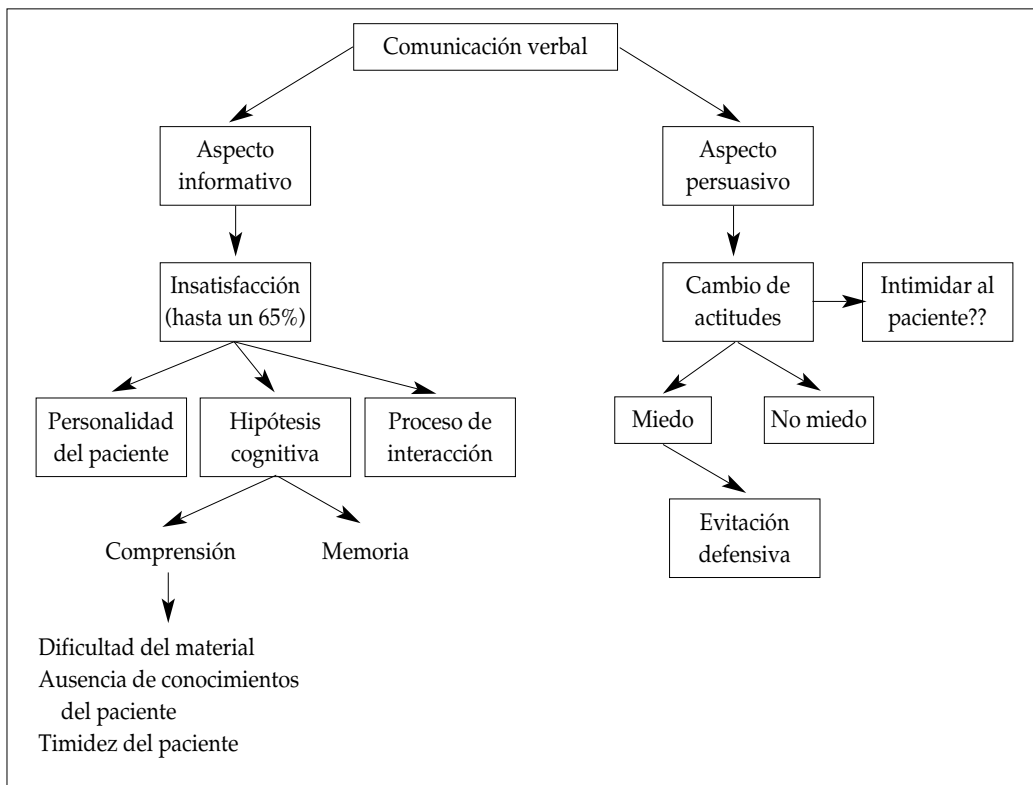 Comunicación verbal
Aspecto
informativo
Aspecto
persuasivo
Insatisfacción
(hasta un 65%)
Cambio de
actitudes
Intimidar al
paciente??
Personalidad
del paciente
Hipótesis
cognitiva
Proceso de
interacción
Miedo
No miedo
Comprensión
Memoria
Evitación
defensiva
Dificultad del material
Ausencia de conocimientos
del paciente
Timidez del paciente